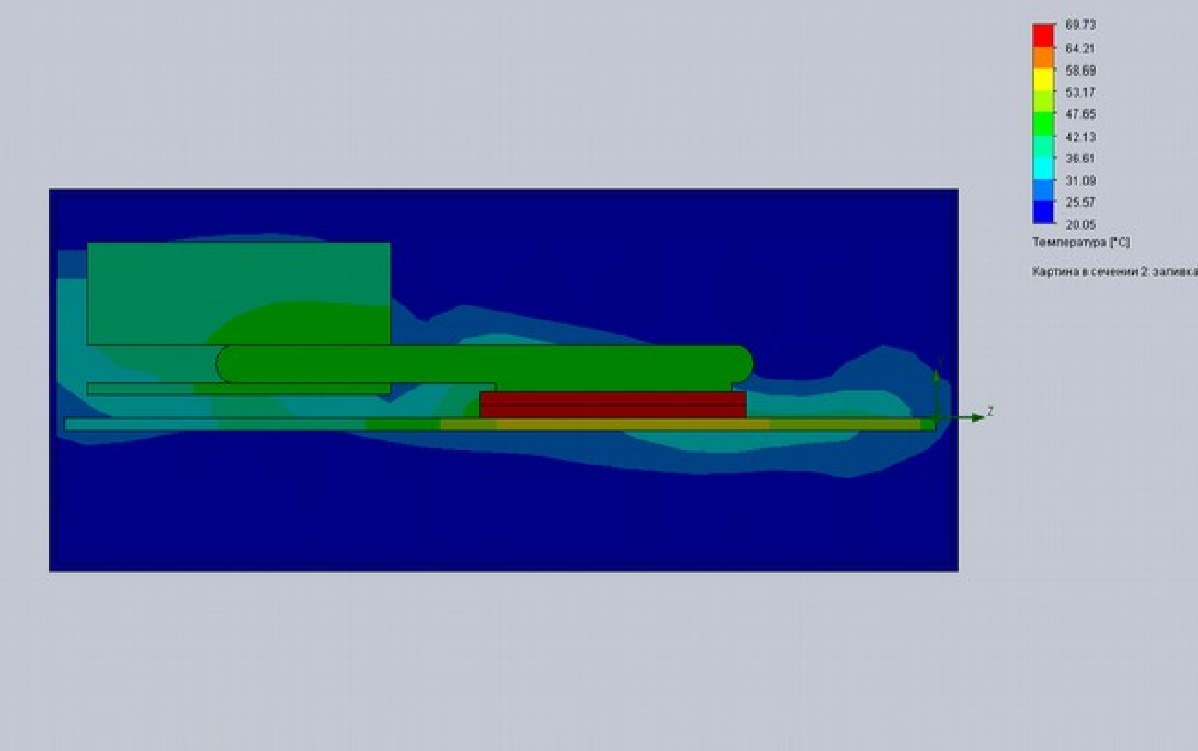 69.73
64.21
58.69
53.17
47.65
42.13
36.61
31.09
25.57
20.05
Температура [°C]
Картина в сечении 2: заливка
Y
Z